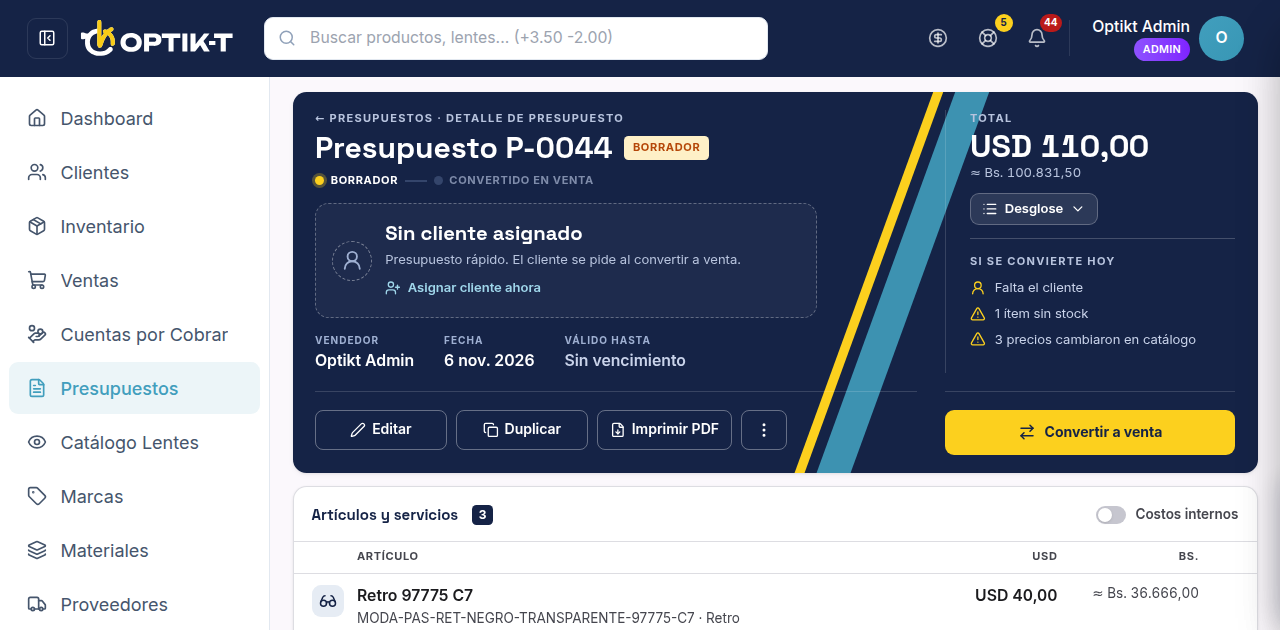 OPTIK-T
Buscar productos, lentes... (+3.50 -2.00)
5
44
Optikt Admin
ADMIN
O
Dashboard
Clientes
Inventario
Ventas
Cuentas por Cobrar
Presupuestos
Catálogo Lentes
Marcas
Materiales
Proveedores
← PRESUPUESTOS · DETALLE DE PRESUPUESTO
Presupuesto P-0044 BORRADOR
BORRADOR CONVERTIDO EN VENTA
Sin cliente asignado
Presupuesto rápido. El cliente se pide al convertir a venta.
Asignar cliente ahora
VENDEDOR FECHA VÁLIDO HASTA
Optikt Admin 6 nov. 2026 Sin vencimiento
Editar Duplicar Imprimir PDF
TOTAL
USD 110,00
≈ Bs. 100.831,50
Desglose
SI SE CONVIERTE HOY
Falta el cliente
1 ítem sin stock
3 precios cambiaron en catálogo
Convertir a venta
Artículos y servicios 3
Costos internos
ARTÍCULO USD BS.
Retro 97775 C7 USD 40,00 ≈ Bs. 36.666,00
MODA-PAS-RET-NEGRO-TRANSPARENTE-97775-C7 · Retro